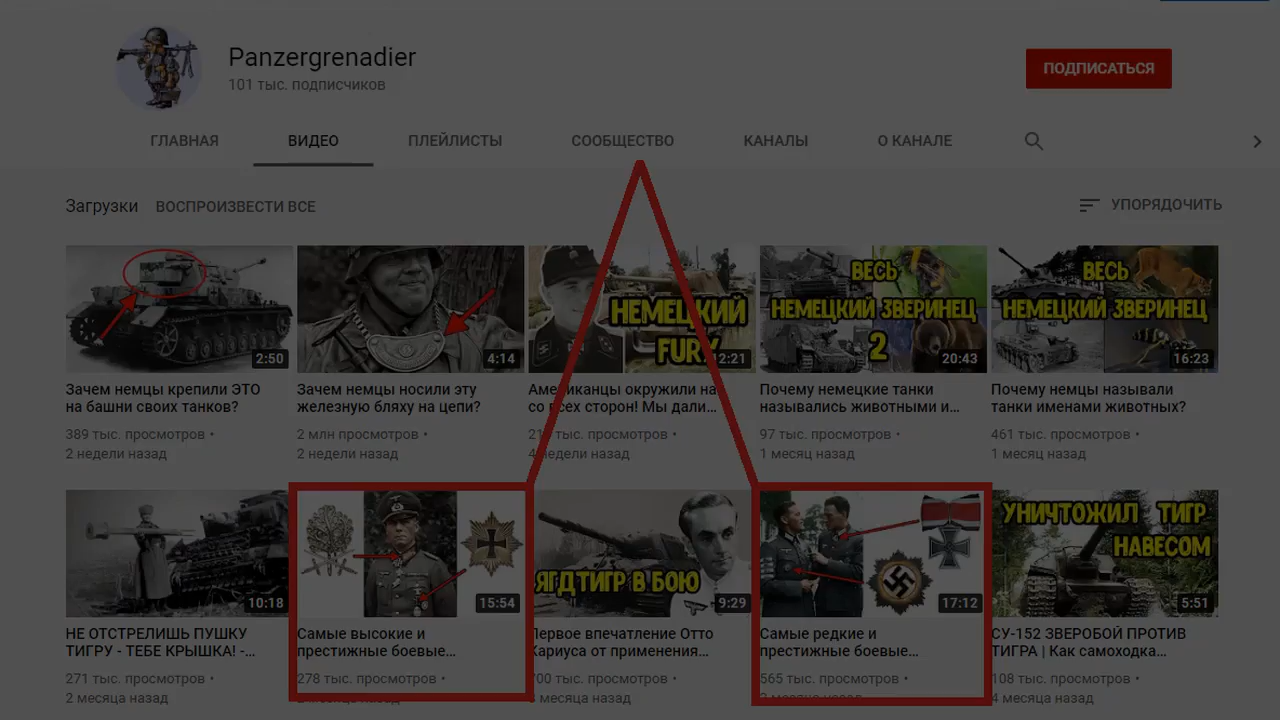 Panzergrenadier
101 тыс. подписчиков
ПОДПИСАТЬСЯ
ГЛАВНАЯ
ВИДЕО
ПЛЕЙЛИСТЫ
СООБЩЕСТВО
КАНАЛЫ
О КАНАЛЕ
Загрузки
ВОСПРОИЗВЕСТИ ВСЕ
УПОРЯДОЧИТЬ
2:50
Зачем немцы крепили ЭТО
на башни своих танков?
389 тыс. просмотров •
2 недели назад
4:14
Зачем немцы носили эту
железную бляху на цепи?
2 млн просмотров •
2 недели назад
НЕМЕЦКИЙ
FURY
12:21
Американцы окружили на
со всех сторон! Мы дали...
тыс. просмотров •
недели назад
ВЕСЬ
НЕМЕЦКИЙ ЗВЕРИНЕЦ
2
20:43
Почему немецкие танки
назывались животными и...
97 тыс. просмотров •
1 месяц назад
ВЕСЬ
НЕМЕЦКИЙ ЗВЕРИНЕЦ
16:23
Почему немцы называли
танки именами животных?
461 тыс. просмотров •
1 месяц назад
10:18
НЕ ОТСТРЕЛИШЬ ПУШКУ
ТИГРУ - ТЕБЕ КРЫШКА! -...
271 тыс. просмотров •
2 месяца назад
15:54
Самые высокие и
престижные боевые...
278 тыс. просмотров •
ЯГДТИГР В БОЮ
9:29
Первое впечатление Отто
Кариуса от применения...
700 тыс. просмотров •
месяца назад
17:12
Самые редкие и
престижные боевые...
565 тыс. просмотров •
УНИЧТОЖИЛ ТИГР
НАВЕСОМ
5:51
СУ-152 ЗВЕРОБОЙ ПРОТИВ
ТИГРА | Как самоходка...
108 тыс. просмотров •
4 месяца назад